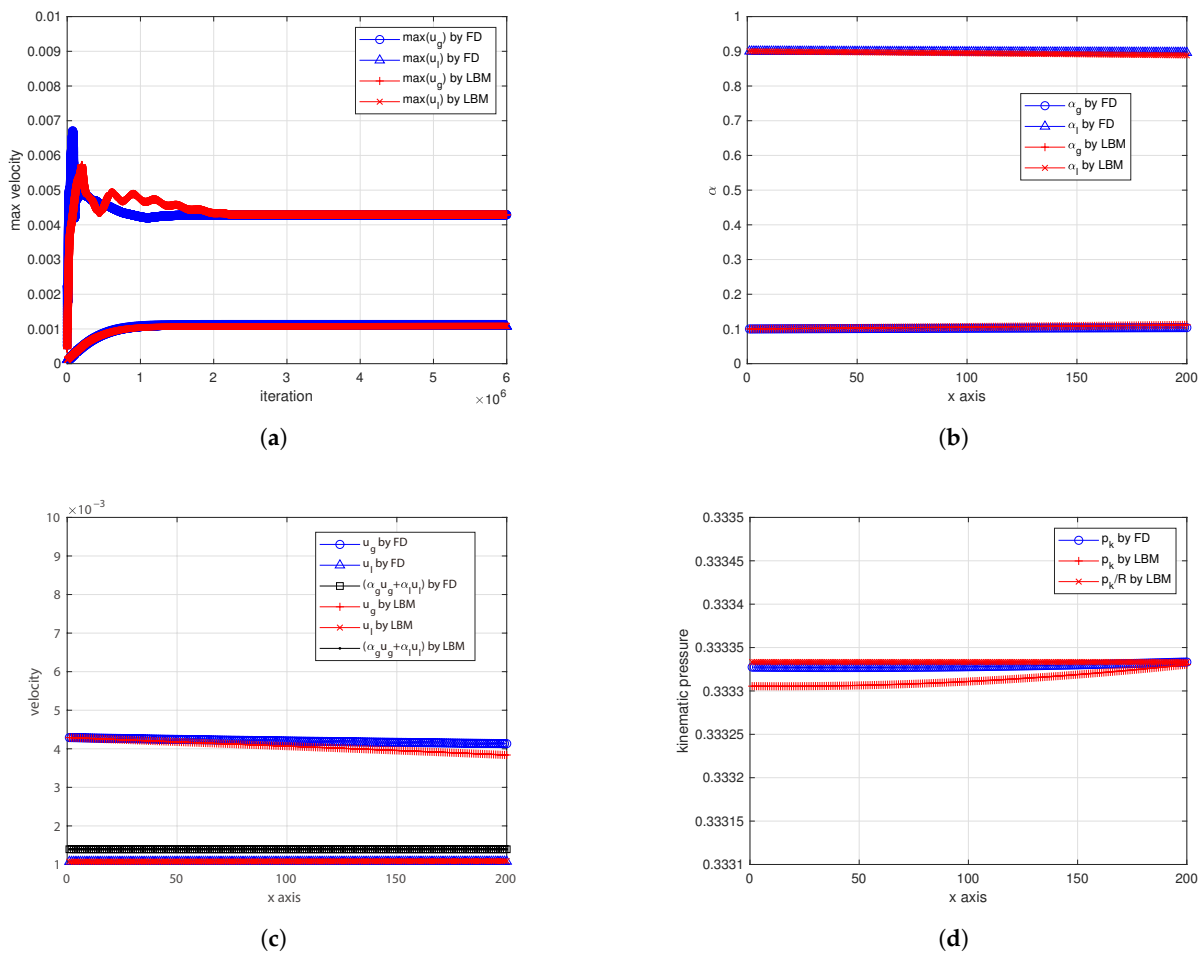 0.01
0.009
0.008
0.007
0.006
0.005
0.004
0.003
0.002
0.001
0
max velocity
max(u_g) by FD
max(u_l) by FD
max(u_g) by LBM
max(u_l) by LBM
0 1 2 3 4 5 6
iteration ×10^6
(a)
1
0.9
0.8
0.7
0.6
0.5
0.4
0.3
0.2
0.1
0
α
α_g by FD
α_l by FD
α_g by LBM
α_l by LBM
0 50 100 150 200
x axis
(b)
×10^−3
10
9
8
7
6
5
4
3
2
1
velocity
u_g by FD
u_l by FD
(α_g u_g+α_l u_l) by FD
u_g by LBM
u_l by LBM
(α_g u_g+α_l u_l) by LBM
0 50 100 150 200
x axis
(c)
0.33335
0.333345
0.33334
0.333335
0.33333
0.333325
0.33332
0.333315
0.33331
kinematic pressure
p_k by FD
p_k by LBM
p_k/R by LBM
0 50 100 150 200
x axis
(d)